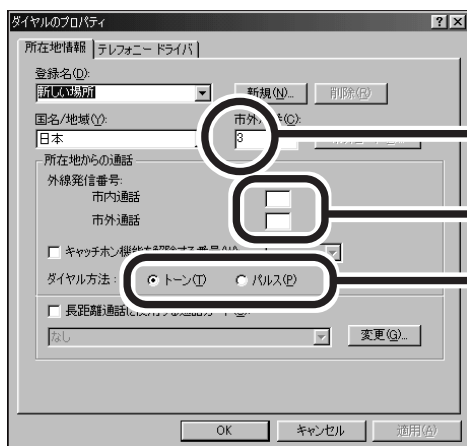 ダイヤルのプロパティ
所在地情報 テレフォニー ドライバ
登録名(D):
新しい場所 新規(N)... 削除(R)
国名/地域(Y): 市外 (C):
日本 3
所在地からの通話
外線発信番号:
市内通話
市外通話
キャッチホン機能を解除する番号
ダイヤル方法: トーン(T) パルス(P)
長距離通話に使用する通話カード
なし 変更(G)...
OK キャンセル 適用(A)